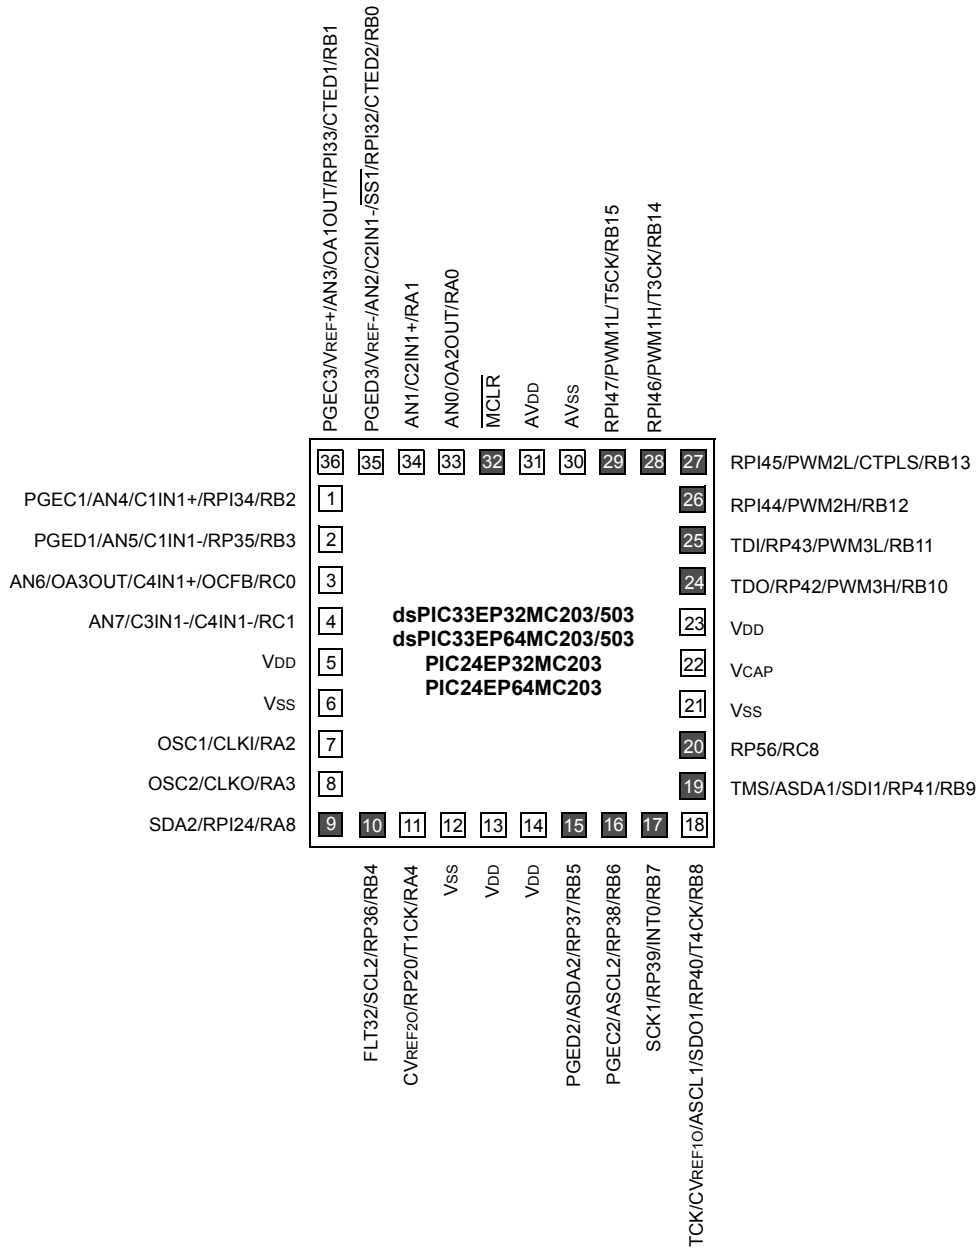 PGEC3/VREF+/AN3/OA1OUT/RPI33/CTED1/RB1
PGED3/VREF-/AN2/C2IN1-/SS1/RPI32/CTED2/RB0
AN1/C2IN1+/RA1
AN0/OA2OUT/RA0
MCLR
AVDD
AVSS
RPI47/PWM1L/T5CK/RB15
RPI46/PWM1H/T3CK/RB14
36 35 34 33 32 31 30 29 28 27
RPI45/PWM2L/CTPLS/RB13
PGEC1/AN4/C1IN1+/RPI34/RB2 1
26 RPI44/PWM2H/RB12
PGED1/AN5/C1IN1-/RP35/RB3 2
25 TDI/RP43/PWM3L/RB11
AN6/OA3OUT/C4IN1+/OCFB/RC0 3
24 TDO/RP42/PWM3H/RB10
AN7/C3IN1-/C4IN1-/RC1 4
23 VDD
VDD 5
22 VCAP
VSS 6
21 VSS
OSC1/CLKI/RA2 7
20 RP56/RC8
OSC2/CLKO/RA3 8
19 TMS/ASDA1/SDI1/RP41/RB9
dsPIC33EP32MC203/503
dsPIC33EP64MC203/503
PIC24EP32MC203
PIC24EP64MC203
SDA2/RPI24/RA8
9 10 11 12 13 14 15 16 17 18
FLT32/SCL2/RP36/RB4
CVREF2O/RP20/T1CK/RA4
VSS
VDD
VDD
PGED2/ASDA2/RP37/RB5
PGEC2/ASCL2/RP38/RB6
SCK1/RP39/INT0/RB7
TCK/CVREF1O/ASCL1/SDO1/RP40/T4CK/RB8